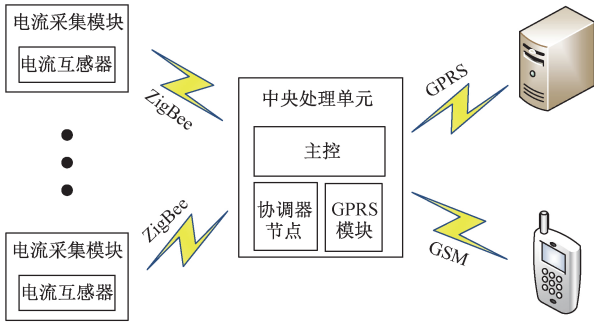 电流采集模块
电流互感器
ZigBee
中央处理单元
主控
协调器
节点
GPRS
模块
GPRS
GSM
ZigBee
电流采集模块
电流互感器